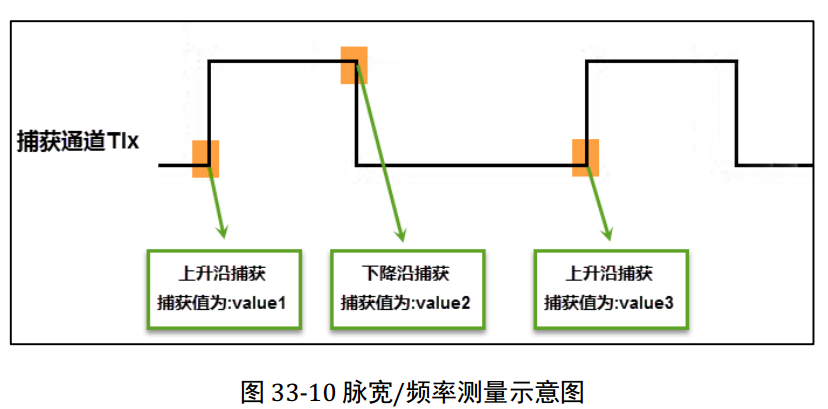 捕获通道TIx
上升沿捕获
捕获值为:value1
下降沿捕获
捕获值为:value2
上升沿捕获
捕获值为:value3
图 33-10 脉宽/频率测量示意图